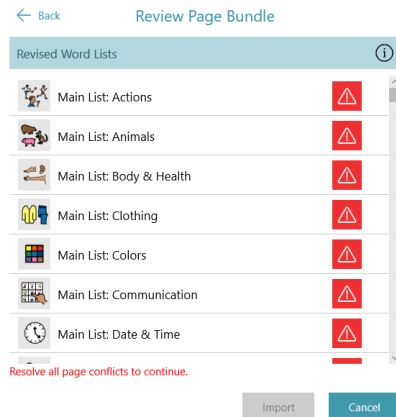 Back
Review Page Bundle
Revised Word Lists
Main List: Actions
Main List: Animals
Main List: Body & Health
Main List: Clothing
Main List: Colors
Main List: Communication
Main List: Date & Time
Resolve all page conflicts to continue.
Import
Cancel